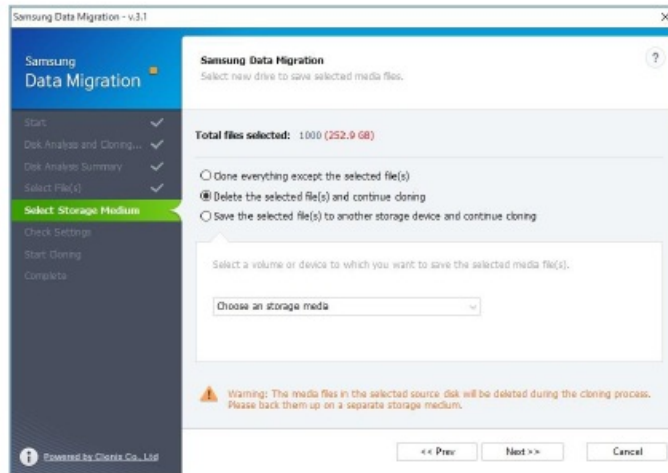 Samsung Data Migration - v.3.1
Samsung
Data Migration
Samsung Data Migration
Select new drive to save selected media files.
?
Start
Disk Analysis and Cloning...
Disk Analysis Summary
Select File(s)
Select Storage Medium
Check Settings
Start Cloning
Complete
Total files selected: 1000 (252.9 GB)
Clone everything except the selected file(s)
Delete the selected file(s) and continue cloning
Save the selected file(s) to another storage device and continue cloning
Select a volume or device to which you want to save the selected media file(s).
Choose an storage media
Warning: The media files in the selected source disk will be deleted during the cloning process.
Please back them up on a separate storage medium.
Powered by Clonix Co., Ltd
<< Prev
Next >>
Cancel